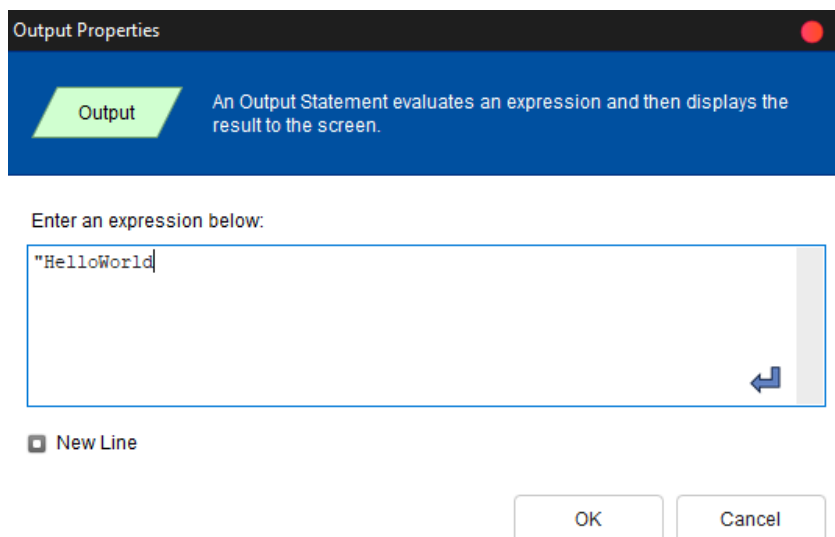 Output Properties
Output
An Output Statement evaluates an expression and then displays the
result to the screen.
Enter an expression below:
"HelloWorld
New Line
OK
Cancel